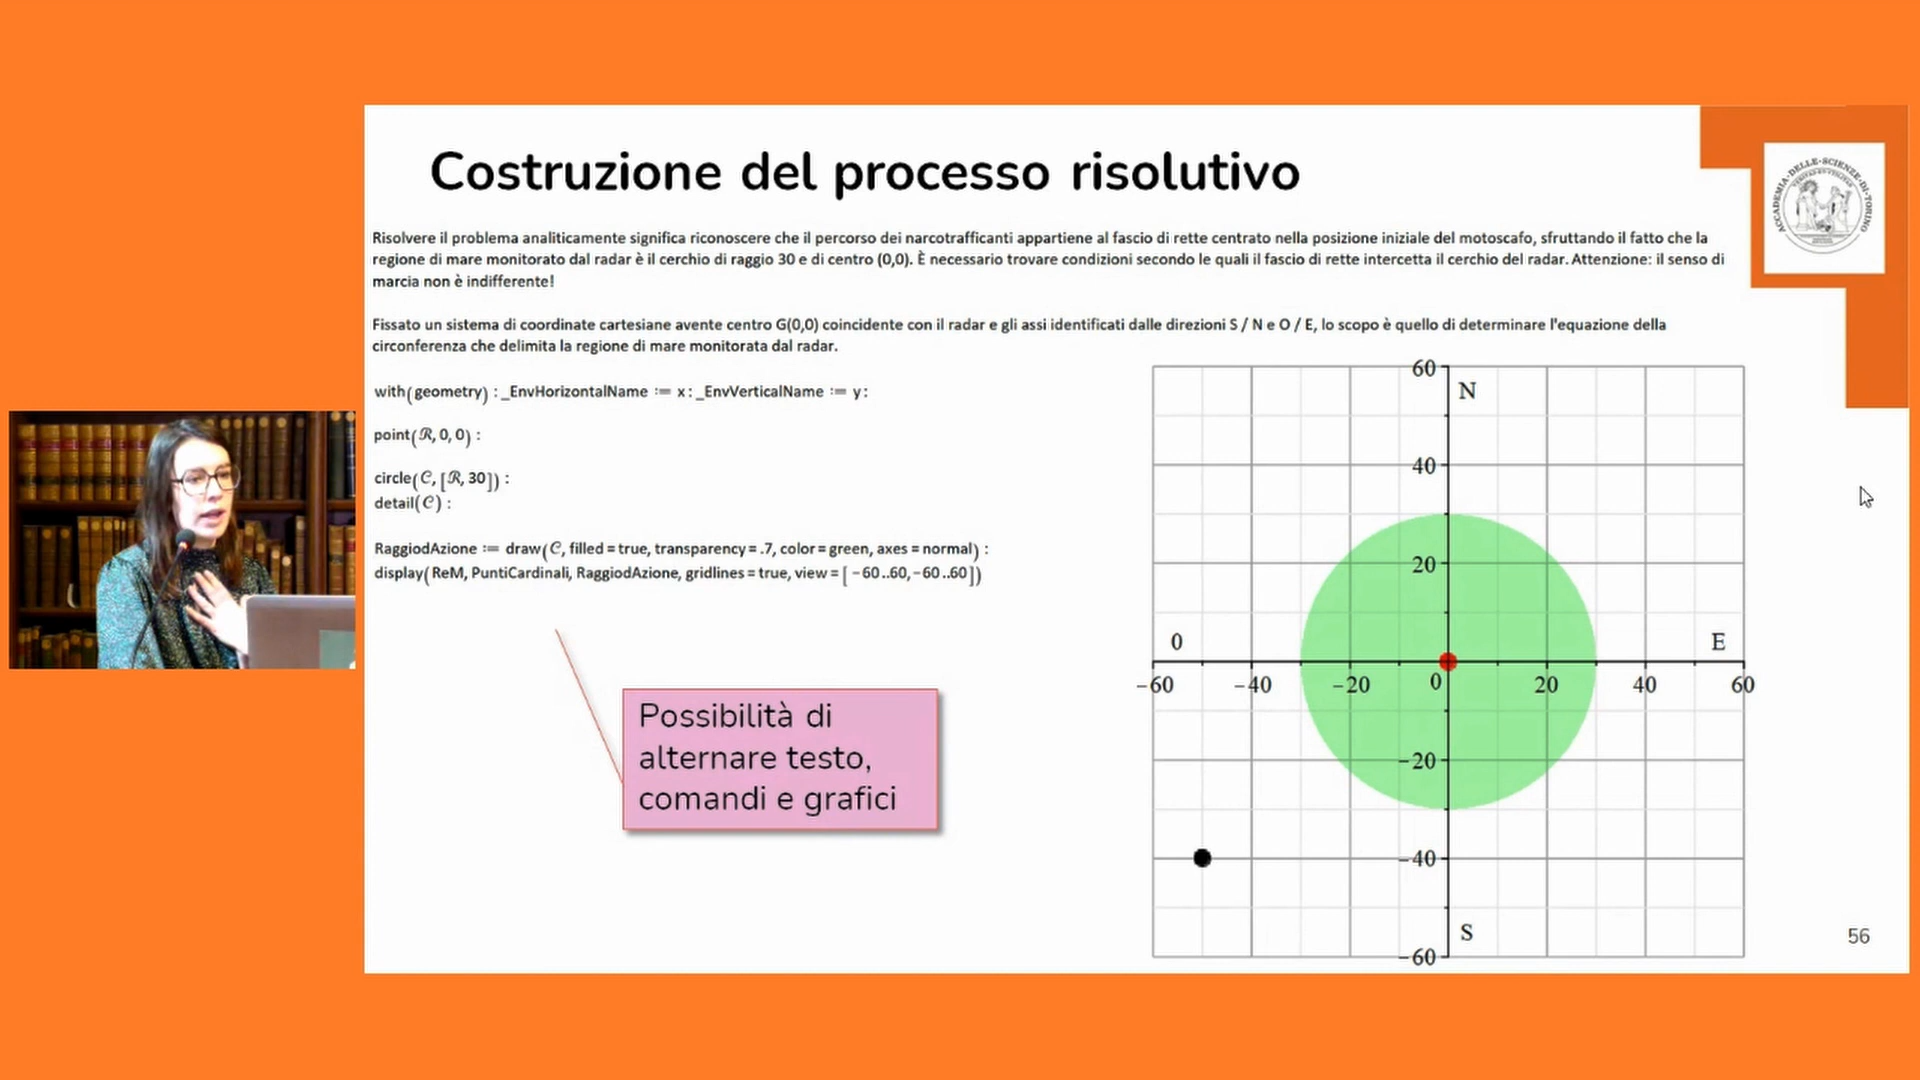 Costruzione del processo risolutivo
Risolvere il problema analiticamente significa riconoscere che il percorso dei narcotrafficanti appartiene al fascio di rette centrato nella posizione iniziale del motoscafo, sfruttando il fatto che la
regione di mare monitorato dal radar è il cerchio di raggio 30 e di centro (0,0). È necessario trovare condizioni secondo le quali il fascio di rette intercetta il cerchio del radar. Attenzione: il senso di
marcia non è indifferente!
Fissato un sistema di coordinate cartesiane avente centro G(0,0) coincidente con il radar e gli assi identificati dalle direzioni S / N e O / E, lo scopo è quello di determinare l'equazione della
circonferenza che delimita la regione di mare monitorata dal radar.
with(geometry) : _EnvHorizontalName := x : _EnvVerticalName := y :
point(ℛ, 0, 0) :
circle(𝒞, [ℛ, 30]) :
detail(𝒞) :
RaggiodAzione := draw(𝒞, filled = true, transparency = .7, color = green, axes = normal) :
display(ReM, PuntiCardinali, RaggiodAzione, gridlines = true, view = [ −60 ..60, −60 ..60 ])
Possibilità di
alternare testo,
comandi e grafici
60
N
40
20
O
E
−60 −40 −20 0 20 40 60
−20
−40
S
−60
ACCADEMIA·DELLE·SCIENZE·DI·TORINO
56